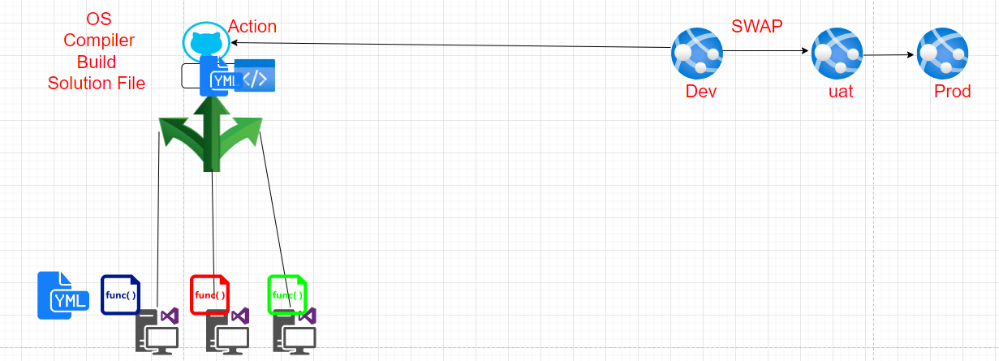 OS
Compiler
Build
Solution File
Action
YML
</>
SWAP
Dev
uat
Prod
YML
func()
func()
func()